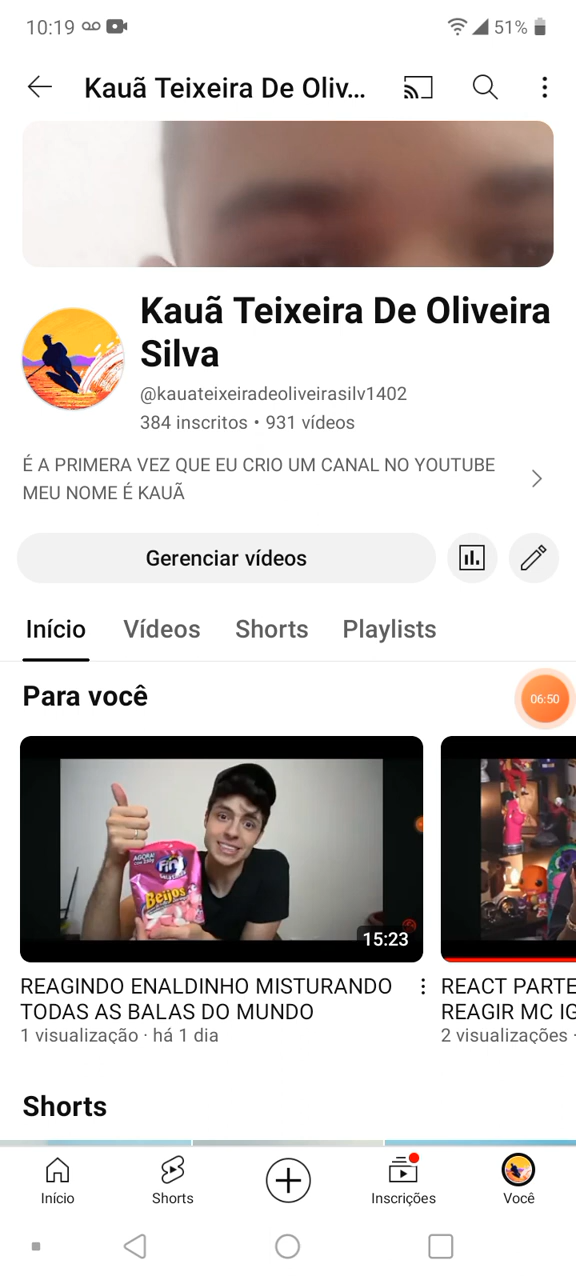 10:19
51%
Kauã Teixeira De Oliv...
Kauã Teixeira De Oliveira
Silva
@kauateixeiradeoliveirasilv1402
384 inscritos • 931 vídeos
É A PRIMERA VEZ QUE EU CRIO UM CANAL NO YOUTUBE
MEU NOME É KAUÃ
Gerenciar vídeos
Início
Vídeos
Shorts
Playlists
Para você
06:50
AGORA!
Fini
Beijos
15:23
REAGINDO ENALDINHO MISTURANDO
TODAS AS BALAS DO MUNDO
1 visualização · há 1 dia
REACT PARTE
REAGIR MC IG
2 visualizações ·
Shorts
Início
Shorts
Inscrições
Você